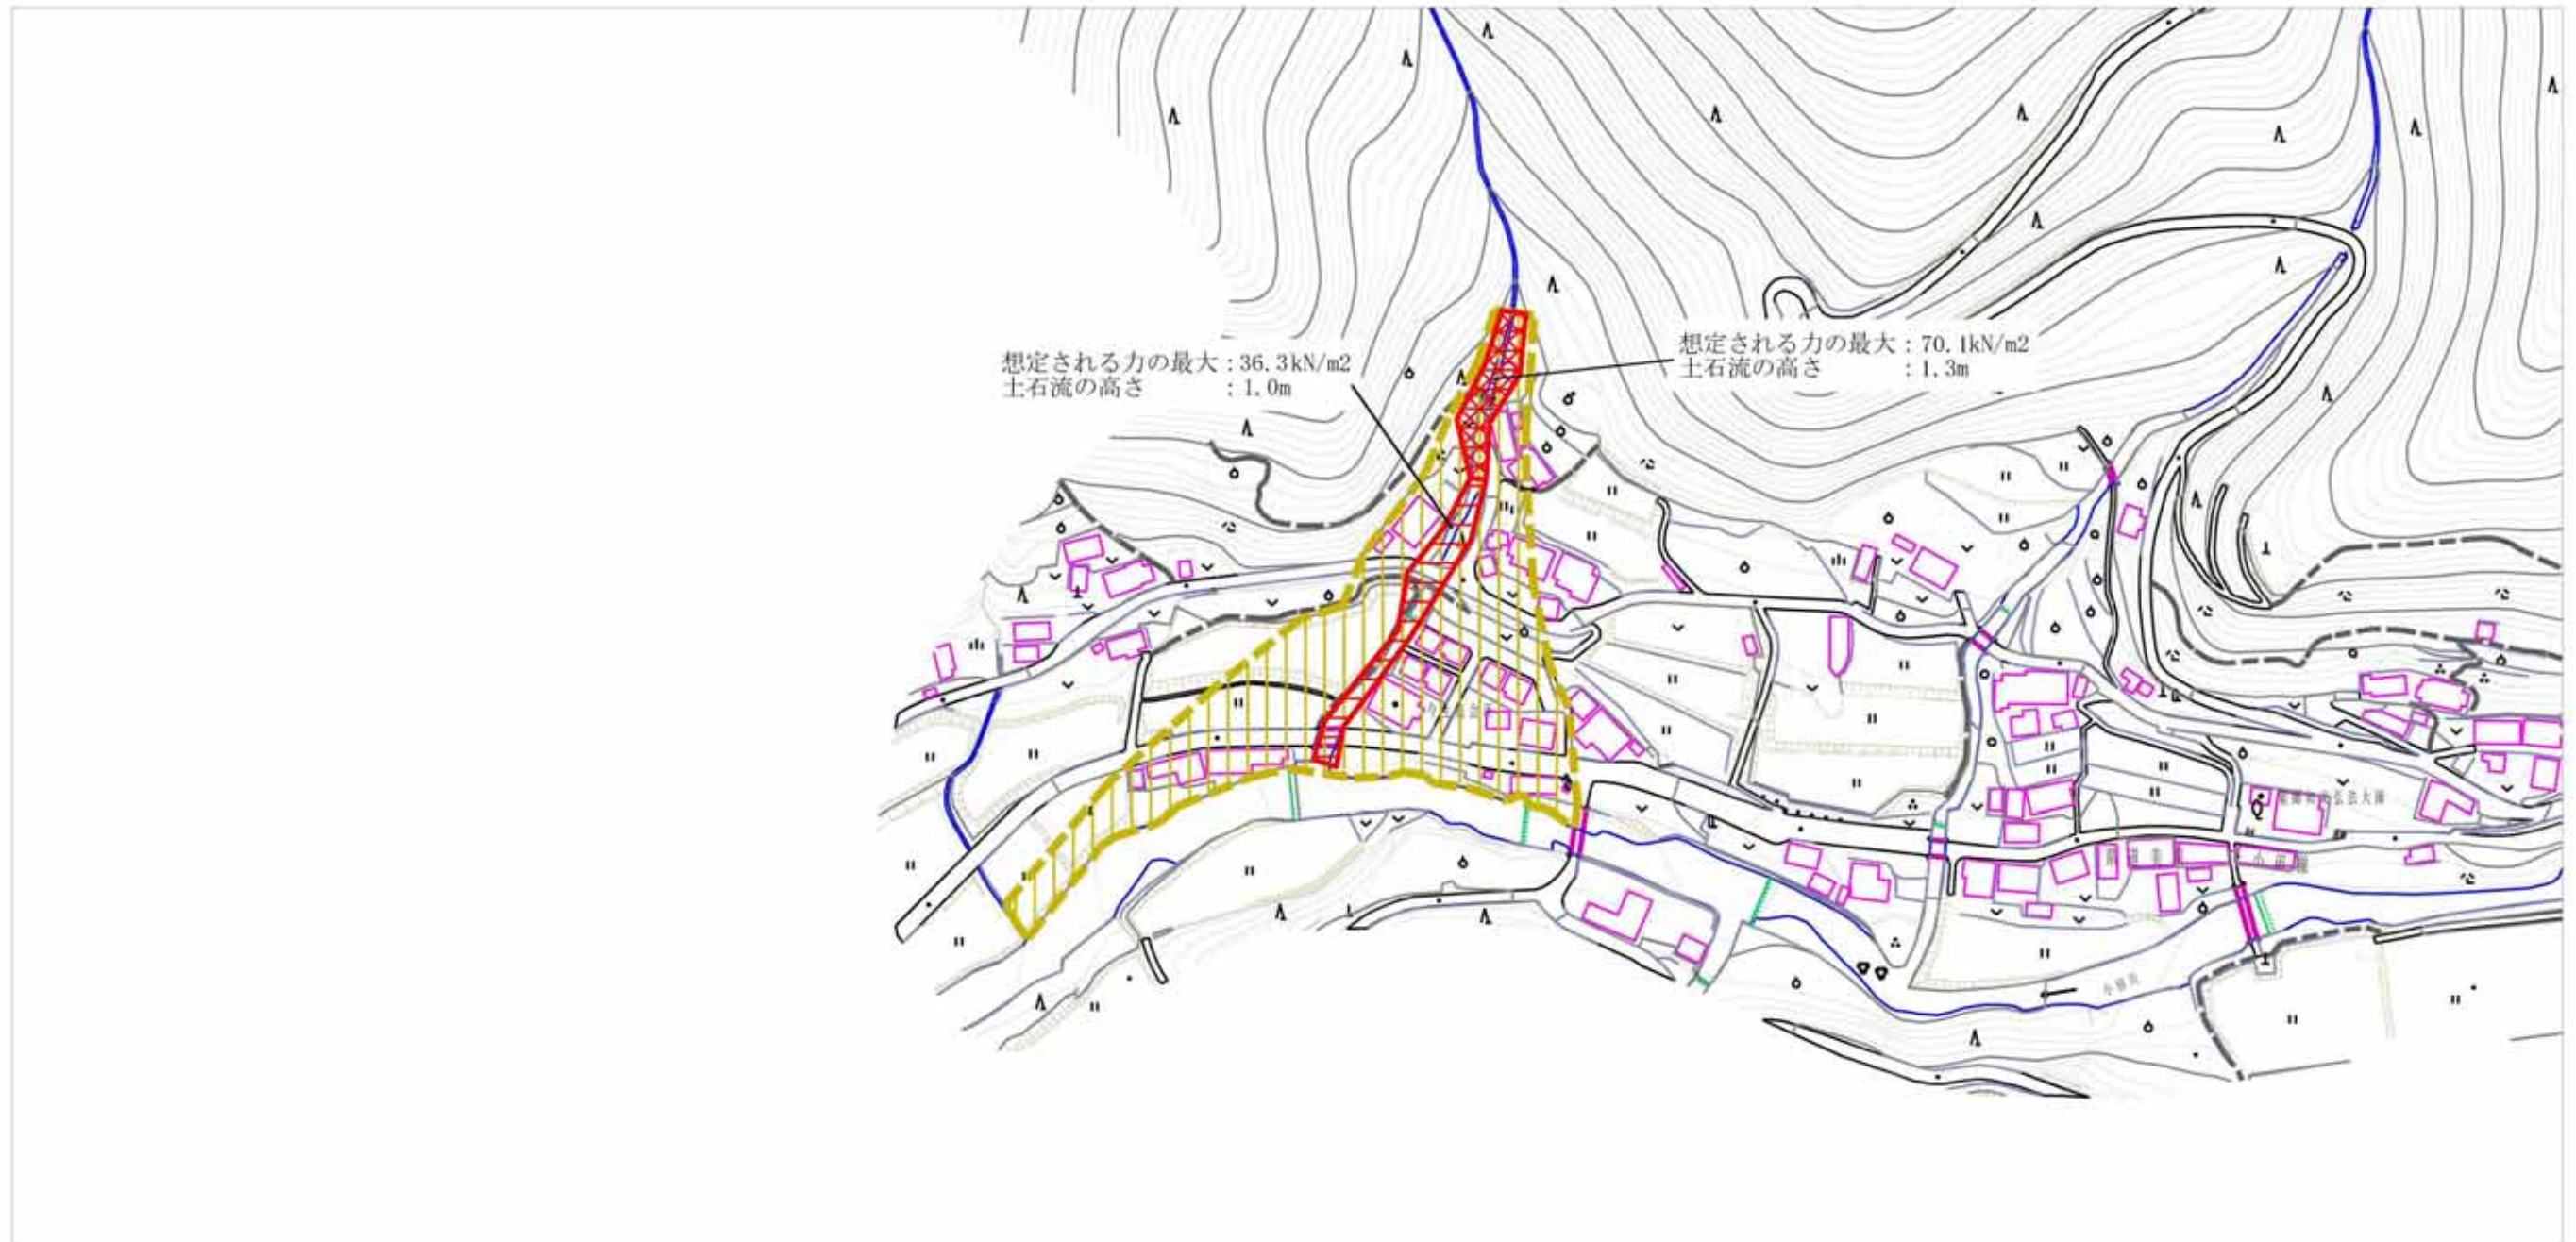 想定される力の最大：36.3kN/m2
土石流の高さ　　　：1.0m
想定される力の最大：70.1kN/m2
土石流の高さ　　　：1.3m